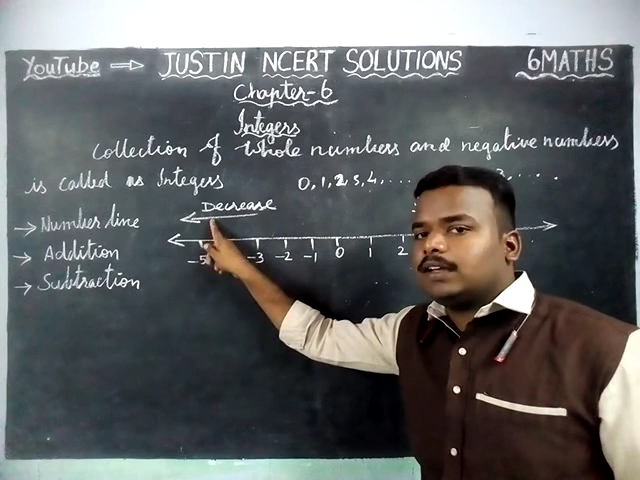 YouTube → JUSTIN NCERT SOLUTIONS 6MATHS
Chapter-6
Integers
Collection of Whole numbers and negative numbers
is called as Integers 0, 1, 2, 3, 4, ... 3, ....
Decrease
→ Number line
-5 -3 -2 -1 0 1 2
→ Addition
→ Subtraction